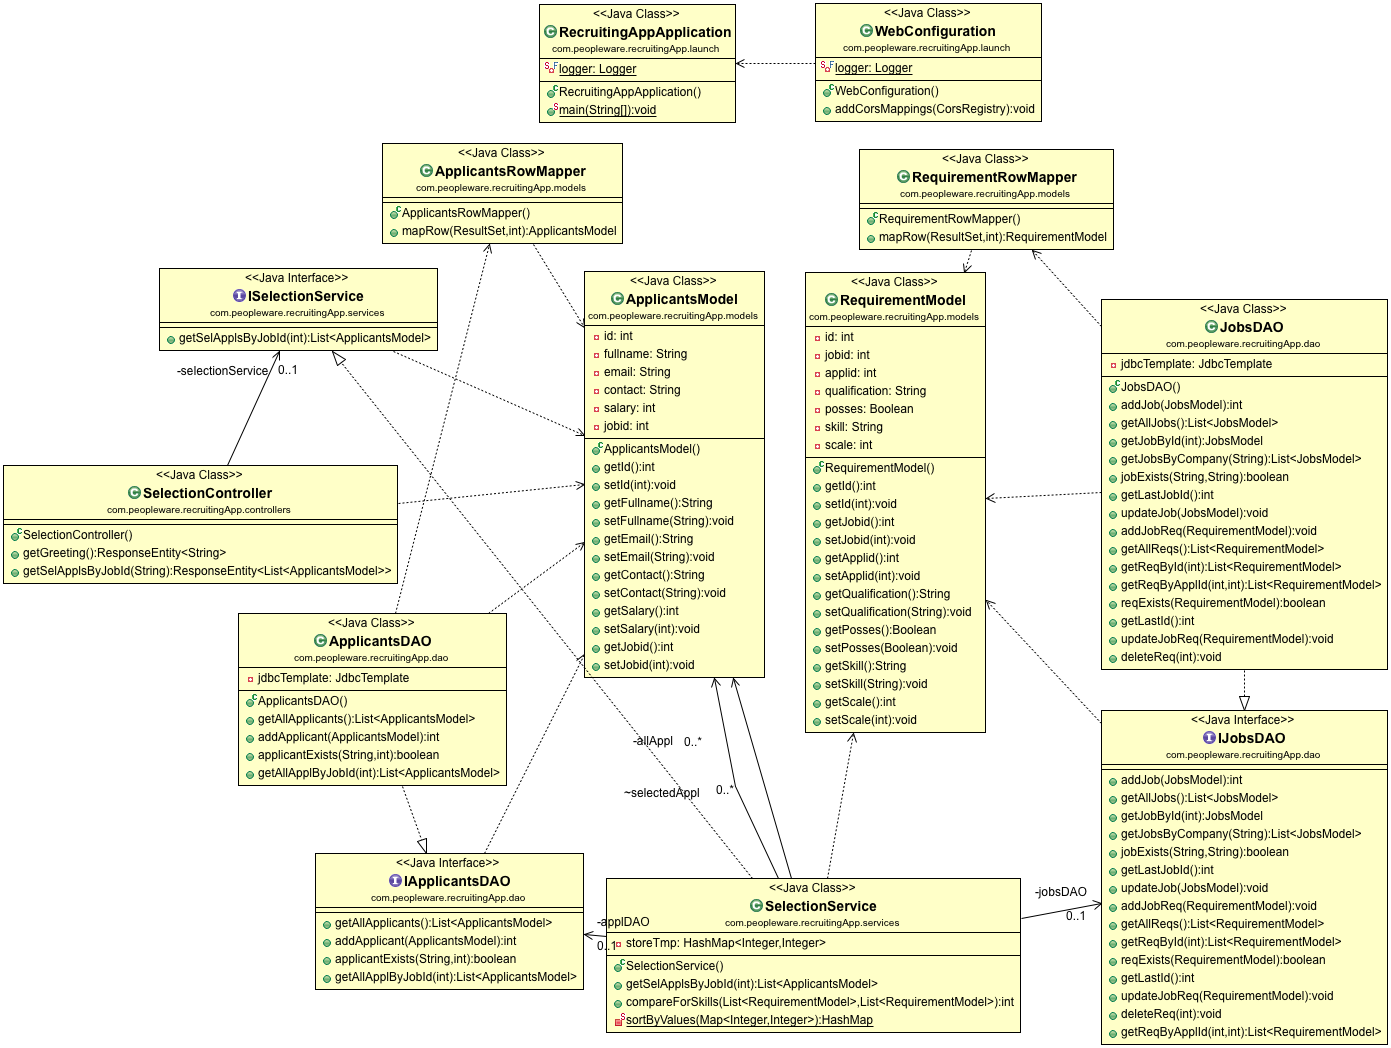 <<Java Class>>
RecruitingAppApplication
com.peopleware.recruitingApp.launch
logger: Logger
RecruitingAppApplication()
main(String[]):void
<<Java Class>>
WebConfiguration
com.peopleware.recruitingApp.launch
logger: Logger
WebConfiguration()
addCorsMappings(CorsRegistry):void
<<Java Class>>
ApplicantsRowMapper
com.peopleware.recruitingApp.models
ApplicantsRowMapper()
mapRow(ResultSet,int):ApplicantsModel
<<Java Class>>
RequirementRowMapper
com.peopleware.recruitingApp.models
RequirementRowMapper()
mapRow(ResultSet,int):RequirementModel
<<Java Interface>>
ISelectionService
com.peopleware.recruitingApp.services
getSelApplsByJobId(int):List<ApplicantsModel>
-selectionService
0..1
<<Java Class>>
ApplicantsModel
com.peopleware.recruitingApp.models
id: int
fullname: String
email: String
contact: String
salary: int
jobid: int
ApplicantsModel()
getId():int
setId(int):void
getFullname():String
setFullname(String):void
getEmail():String
setEmail(String):void
getContact():String
setContact(String):void
getSalary():int
setSalary(int):void
getJobid():int
setJobid(int):void
<<Java Class>>
RequirementModel
com.peopleware.recruitingApp.models
id: int
jobid: int
applid: int
qualification: String
posses: Boolean
skill: String
scale: int
RequirementModel()
getId():int
setId(int):void
getJobid():int
setJobid(int):void
getApplid():int
setApplid(int):void
getQualification():String
setQualification(String):void
getPosses():Boolean
setPosses(Boolean):void
getSkill():String
setSkill(String):void
getScale():int
setScale(int):void
<<Java Class>>
JobsDAO
com.peopleware.recruitingApp.dao
jdbcTemplate: JdbcTemplate
JobsDAO()
addJob(JobsModel):int
getAllJobs():List<JobsModel>
getJobById(int):JobsModel
getJobsByCompany(String):List<JobsModel>
jobExists(String,String):boolean
getLastJobId():int
updateJob(JobsModel):void
addJobReq(RequirementModel):void
getAllReqs():List<RequirementModel>
getReqById(int):List<RequirementModel>
getReqByApplId(int,int):List<RequirementModel>
reqExists(RequirementModel):boolean
getLastId():int
updateJobReq(RequirementModel):void
deleteReq(int):void
<<Java Class>>
SelectionController
com.peopleware.recruitingApp.controllers
SelectionController()
getGreeting():ResponseEntity<String>
getSelApplsByJobId(String):ResponseEntity<List<ApplicantsModel>>
<<Java Class>>
ApplicantsDAO
com.peopleware.recruitingApp.dao
jdbcTemplate: JdbcTemplate
ApplicantsDAO()
getAllApplicants():List<ApplicantsModel>
addApplicant(ApplicantsModel):int
applicantExists(String,int):boolean
getAllApplByJobId(int):List<ApplicantsModel>
-allAppl
0..*
~selectedAppl
0..*
<<Java Interface>>
IJobsDAO
com.peopleware.recruitingApp.dao
addJob(JobsModel):int
getAllJobs():List<JobsModel>
getJobById(int):JobsModel
getJobsByCompany(String):List<JobsModel>
jobExists(String,String):boolean
getLastJobId():int
updateJob(JobsModel):void
addJobReq(RequirementModel):void
getAllReqs():List<RequirementModel>
getReqById(int):List<RequirementModel>
reqExists(RequirementModel):boolean
getLastId():int
updateJobReq(RequirementModel):void
deleteReq(int):void
getReqByApplId(int,int):List<RequirementModel>
<<Java Interface>>
IApplicantsDAO
com.peopleware.recruitingApp.dao
getAllApplicants():List<ApplicantsModel>
addApplicant(ApplicantsModel):int
applicantExists(String,int):boolean
getAllApplByJobId(int):List<ApplicantsModel>
-applDAO
0..1
<<Java Class>>
SelectionService
com.peopleware.recruitingApp.services
storeTmp: HashMap<Integer,Integer>
SelectionService()
getSelApplsByJobId(int):List<ApplicantsModel>
compareForSkills(List<RequirementModel>,List<RequirementModel>):int
sortByValues(Map<Integer,Integer>):HashMap
-jobsDAO
0..1